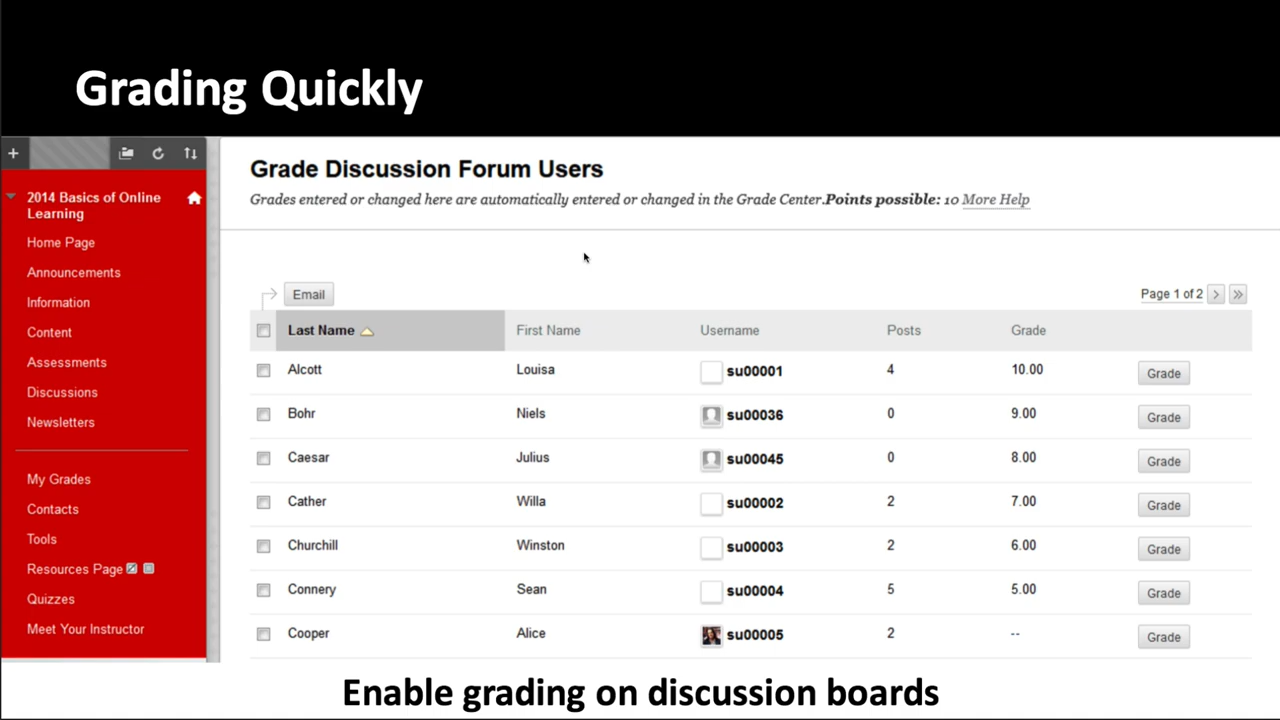 Grading Quickly
2014 Basics of Online
Learning
Home Page
Announcements
Information
Content
Assessments
Discussions
Newsletters
My Grades
Contacts
Tools
Resources Page
Quizzes
Meet Your Instructor
Grade Discussion Forum Users
Grades entered or changed here are automatically entered or changed in the Grade Center.Points possible: 10 More Help
Email
Page 1 of 2
Last Name First Name Username Posts Grade
Alcott Louisa su00001 4 10.00 Grade
Bohr Niels su00036 0 9.00 Grade
Caesar Julius su00045 0 8.00 Grade
Cather Willa su00002 2 7.00 Grade
Churchill Winston su00003 2 6.00 Grade
Connery Sean su00004 5 5.00 Grade
Cooper Alice su00005 2 -- Grade
Enable grading on discussion boards